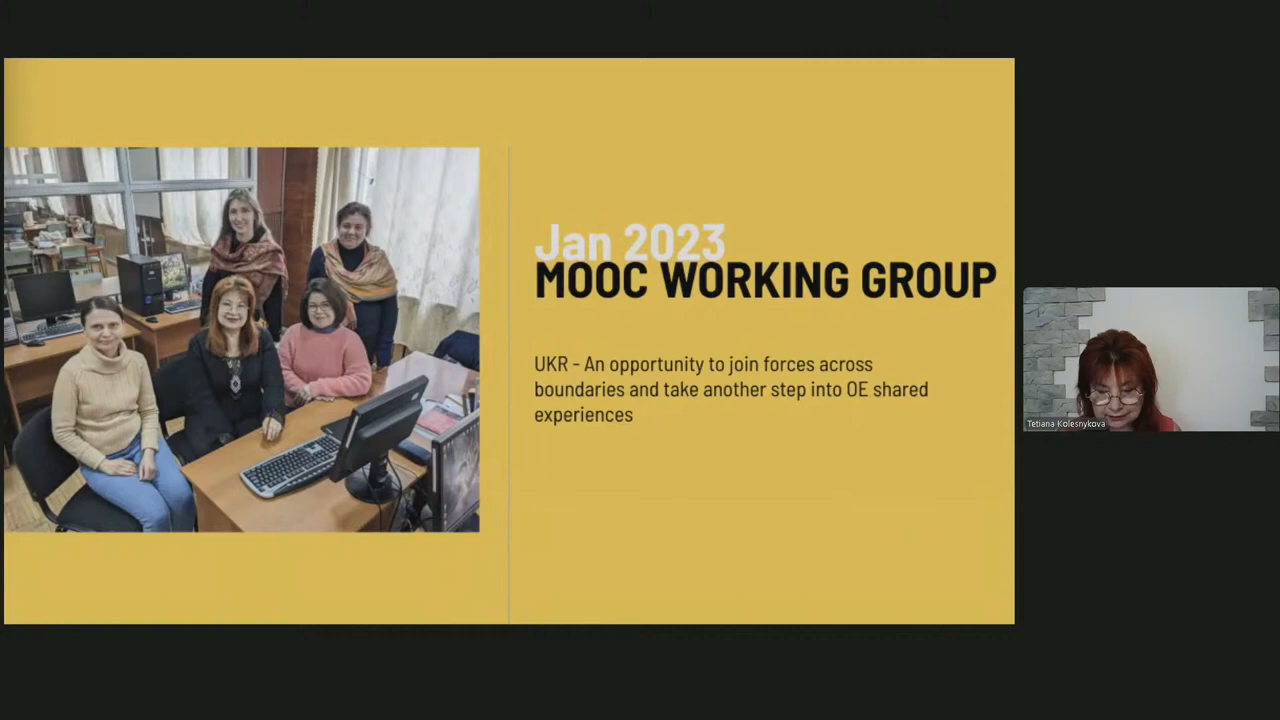 Jan 2023
MOOC WORKING GROUP
UKR - An opportunity to join forces across
boundaries and take another step into OE shared
experiences
Tetiana Kolesnykova